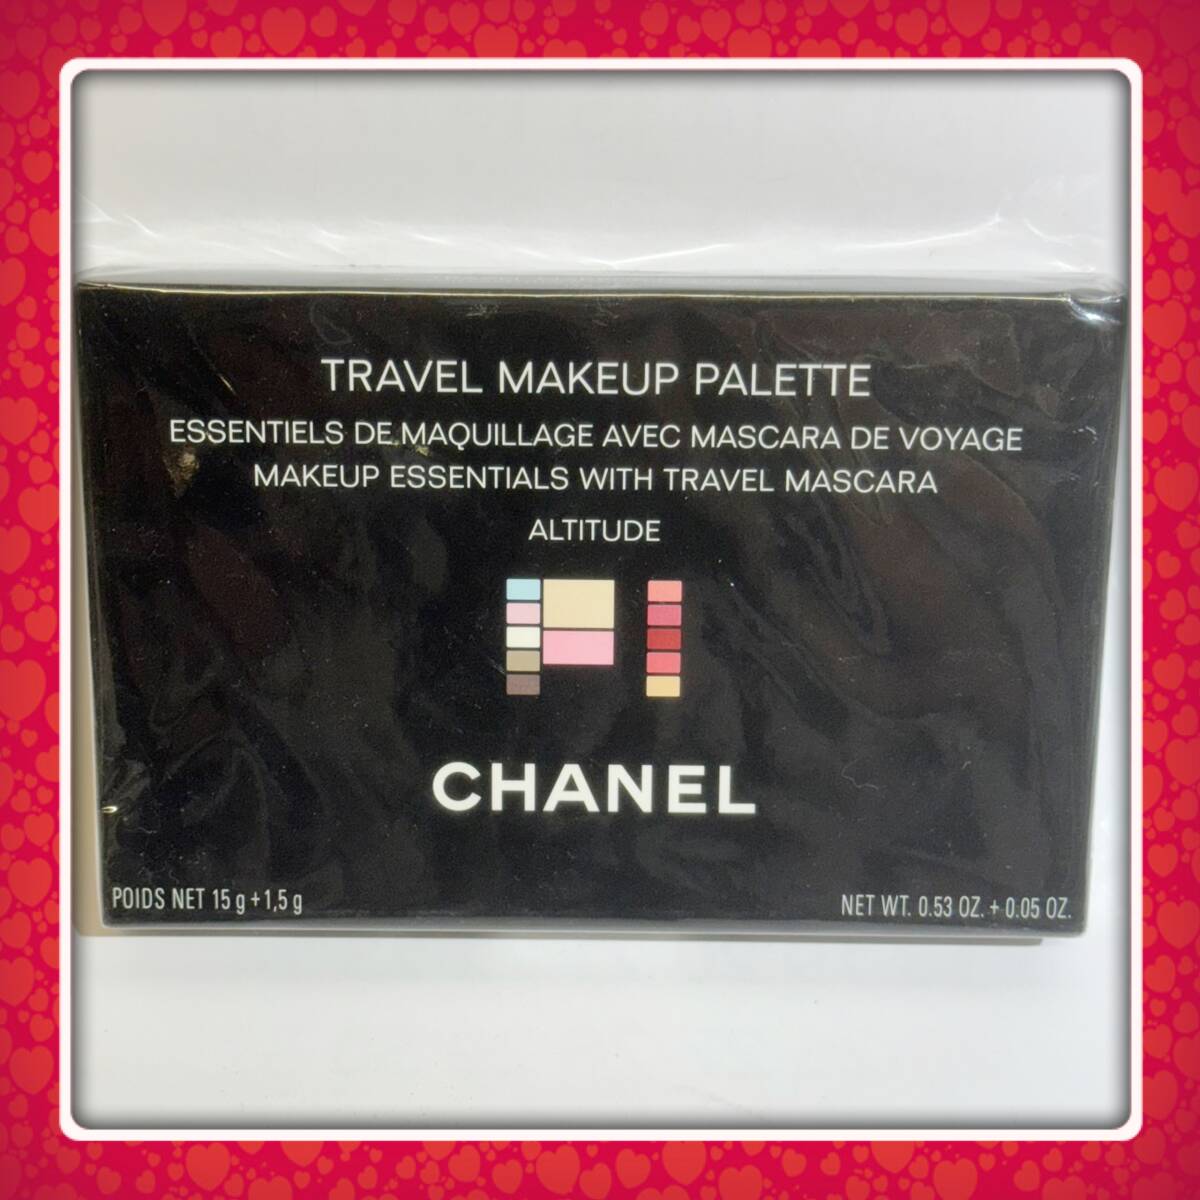 TRAVEL MAKEUP PALETTE
ESSENTIELS DE MAQUILLAGE AVEC MASCARA DE VOYAGE
MAKEUP ESSENTIALS WITH TRAVEL MASCARA
ALTITUDE
CHANEL
POIDS NET 15 g + 1,5 g
NET WT. 0.53 OZ. + 0.05 OZ.